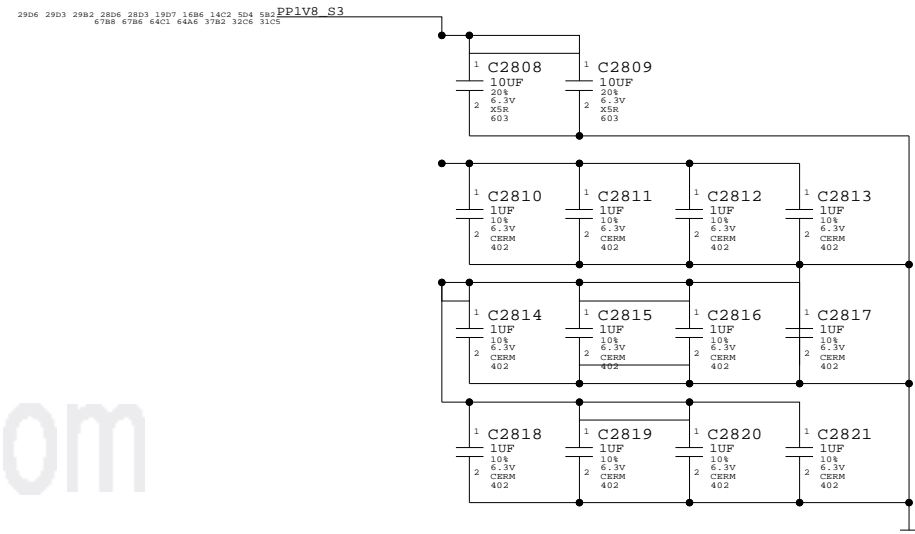 29D6 29D3 29B2 28D6 28D3 19D7 16B6 14C2 5D4 5B2 PP1V8_S3
67B8 67B6 64C1 64A6 37B2 32C6 31C5
1 C2808 1 C2809
10UF 10UF
20% 20%
6.3V 6.3V
2 X5R 2 X5R
603 603
1 C2810 1 C2811 1 C2812 1 C2813
1UF 1UF 1UF 1UF
10% 10% 10% 10%
6.3V 6.3V 6.3V 6.3V
2 CERM 2 CERM 2 CERM 2 CERM
402 402 402 402
1 C2814 1 C2815 1 C2816 1 C2817
1UF 1UF 1UF 1UF
10% 10% 10% 10%
6.3V 6.3V 6.3V 6.3V
2 CERM 2 CERM 2 CERM 2 CERM
402 402 402 402
om
1 C2818 1 C2819 1 C2820 1 C2821
1UF 1UF 1UF 1UF
10% 10% 10% 10%
6.3V 6.3V 6.3V 6.3V
2 CERM 2 CERM 2 CERM 2 CERM
402 402 402 402